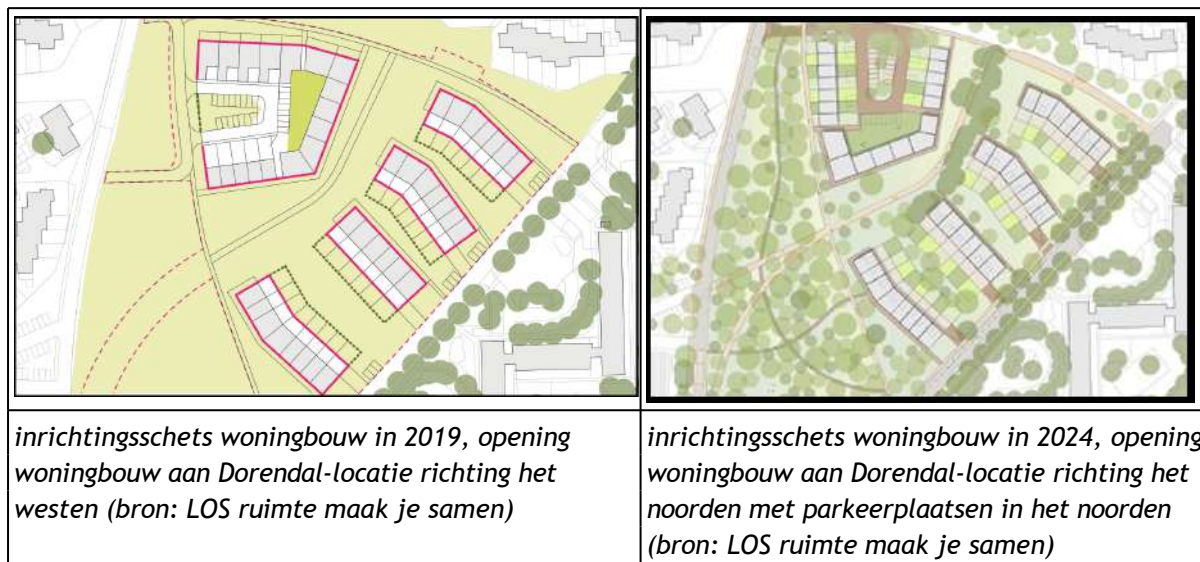 inrichtingsschets woningbouw in 2019, opening
woningbouw aan Dorendal-locatie richting het
westen (bron: LOS ruimte maak je samen)
inrichtingsschets woningbouw in 2024, opening
woningbouw aan Dorendal-locatie richting het
noorden met parkeerplaatsen in het noorden
(bron: LOS ruimte maak je samen)